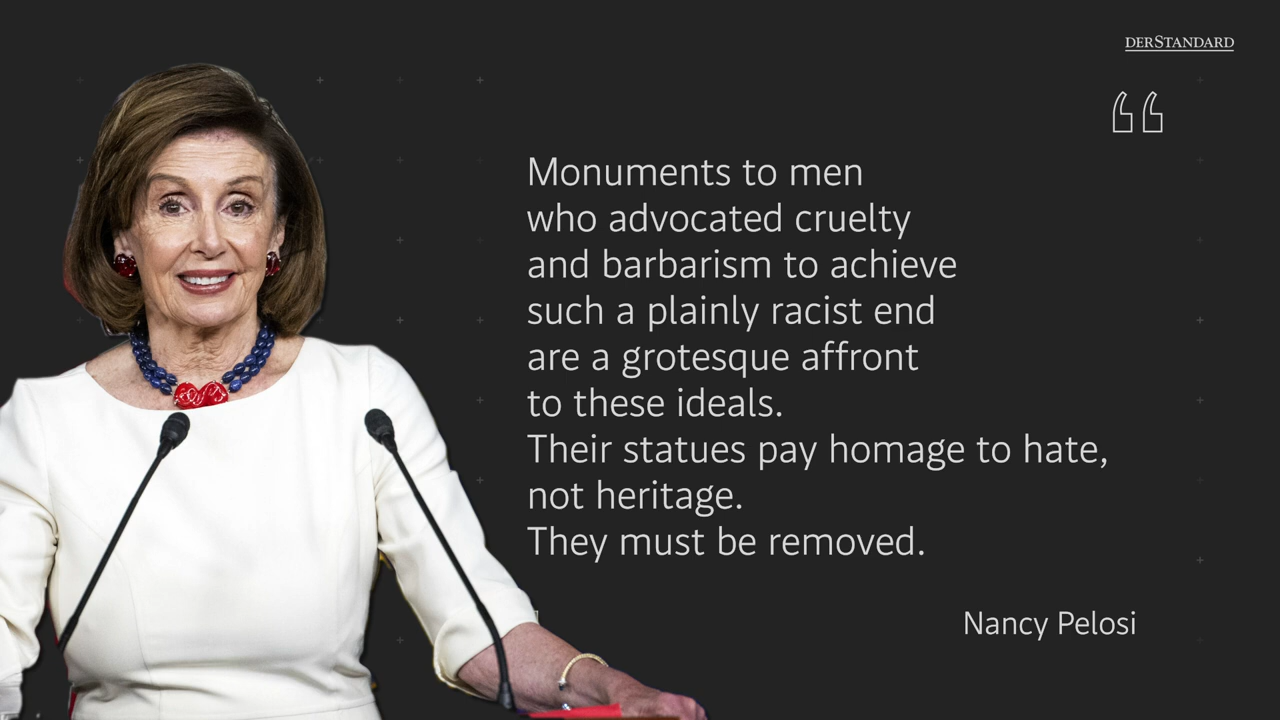 DERSTANDARD
Monuments to men
who advocated cruelty
and barbarism to achieve
such a plainly racist end
are a grotesque affront
to these ideals.
Their statues pay homage to hate,
not heritage.
They must be removed.
Nancy Pelosi